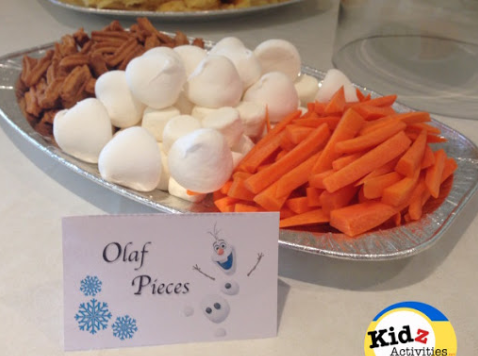 Olaf
Pieces
Kidz
Activities